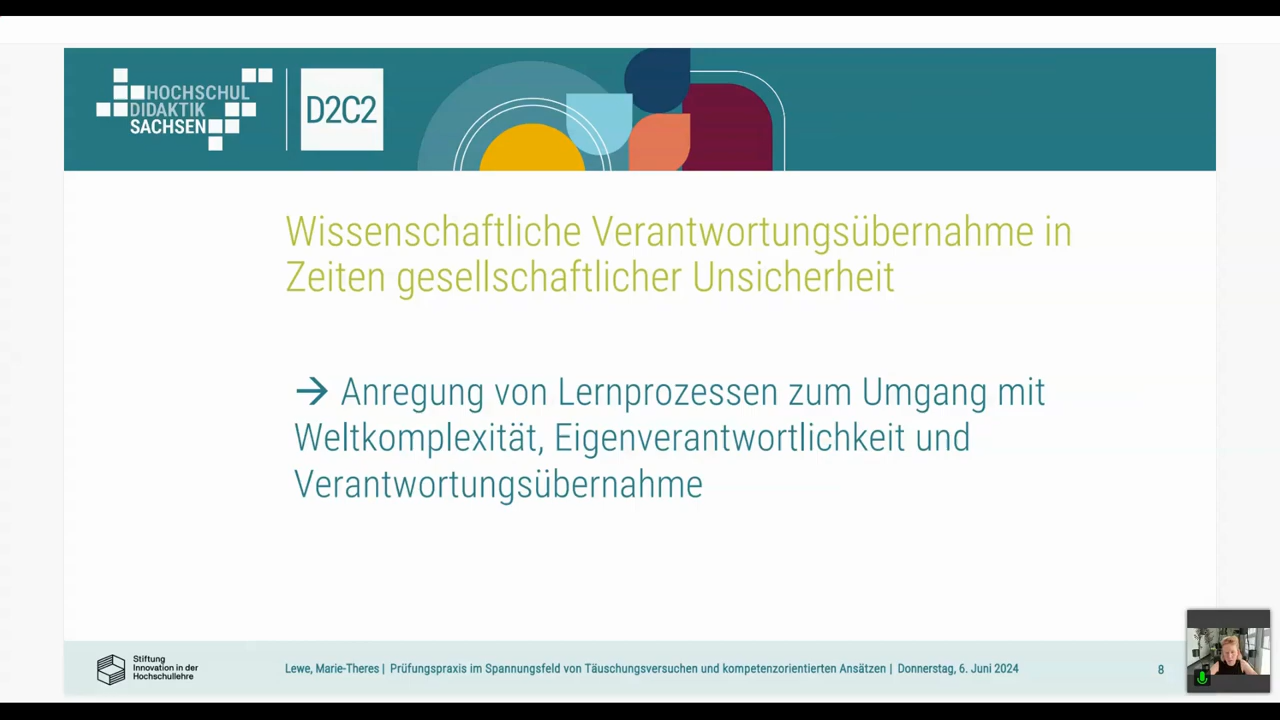 HOCHSCHUL
DIDAKTIK
SACHSEN
D2C2
Wissenschaftliche Verantwortungsübernahme in
Zeiten gesellschaftlicher Unsicherheit
→ Anregung von Lernprozessen zum Umgang mit
Weltkomplexität, Eigenverantwortlichkeit und
Verantwortungsübernahme
Stiftung
Innovation in der
Hochschullehre
Lewe, Marie-Theres | Prüfungspraxis im Spannungsfeld von Täuschungsversuchen und kompetenzorientierten Ansätzen | Donnerstag, 6. Juni 2024
8